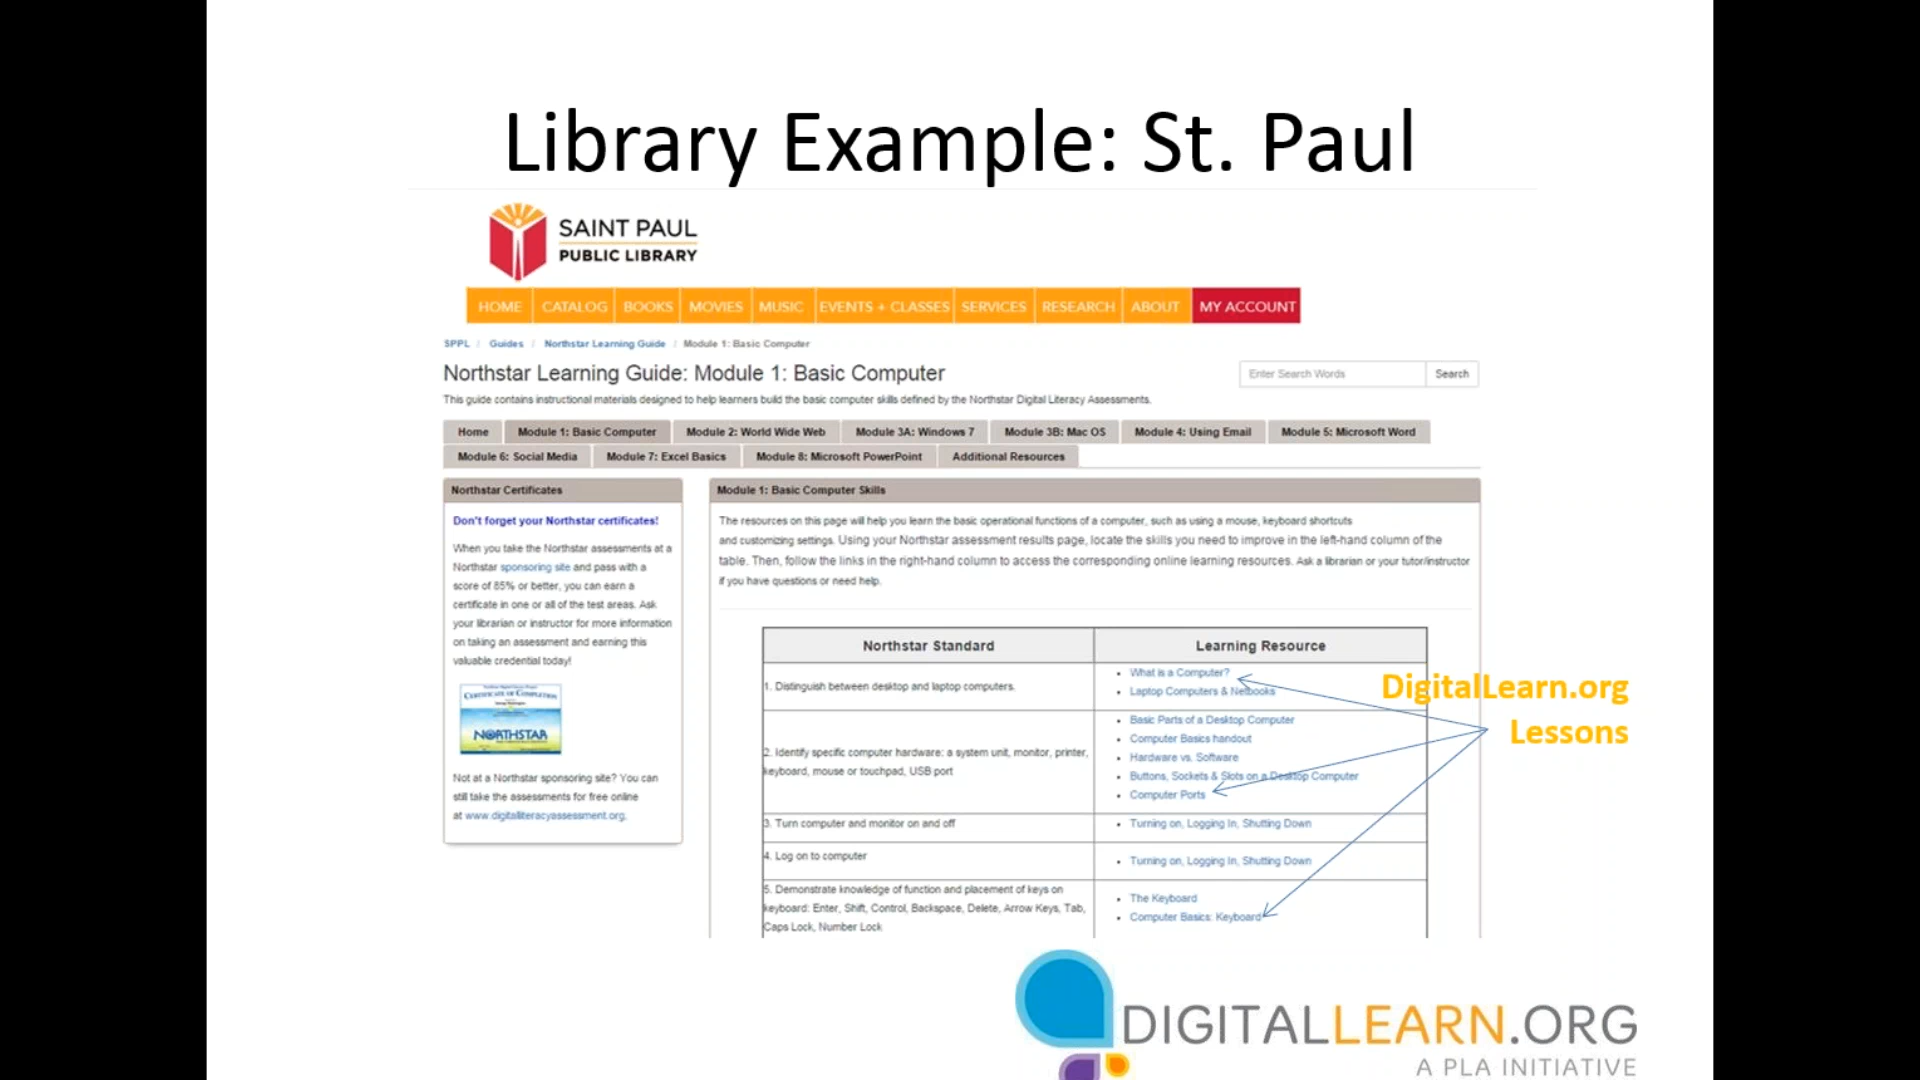 Library Example: St. Paul
SAINT PAUL
PUBLIC LIBRARY
HOME CATALOG BOOKS MOVIES MUSIC EVENTS + CLASSES SERVICES RESEARCH ABOUT MY ACCOUNT
SPPL / Guides / Northstar Learning Guide / Module 1: Basic Computer
Northstar Learning Guide: Module 1: Basic Computer
Enter Search Words Search
This guide contains instructional materials designed to help learners build the basic computer skills defined by the Northstar Digital Literacy Assessments.
Home Module 1: Basic Computer Module 2: World Wide Web Module 3A: Windows 7 Module 3B: Mac OS Module 4: Using Email Module 5: Microsoft Word
Module 6: Social Media Module 7: Excel Basics Module 8: Microsoft PowerPoint Additional Resources
Northstar Certificates
Don't forget your Northstar certificates!
When you take the Northstar assessments at a
Northstar sponsoring site and pass with a
score of 85% or better, you can earn a
certificate in one or all of the test areas. Ask
your librarian or instructor for more information
on taking an assessment and earning this
valuable credential today!
CERTIFICATE OF COMPLETION
NORTHSTAR
Not at a Northstar sponsoring site? You can
still take the assessments for free online
at www.digitalliteracyassessment.org.
Module 1: Basic Computer Skills
The resources on this page will help you learn the basic operational functions of a computer, such as using a mouse, keyboard shortcuts
and customizing settings. Using your Northstar assessment results page, locate the skills you need to improve in the left-hand column of the
table. Then, follow the links in the right-hand column to access the corresponding online learning resources. Ask a librarian or your tutor/instructor
if you have questions or need help.
Northstar Standard Learning Resource
1. Distinguish between desktop and laptop computers.
• What is a Computer?
• Laptop Computers & Netbooks
2. Identify specific computer hardware: a system unit, monitor, printer,
keyboard, mouse or touchpad, USB port
• Basic Parts of a Desktop Computer
• Computer Basics handout
• Hardware vs. Software
• Buttons, Sockets & Slots on a Desktop Computer
• Computer Ports
3. Turn computer and monitor on and off
• Turning on, Logging In, Shutting Down
4. Log on to computer
• Turning on, Logging In, Shutting Down
5. Demonstrate knowledge of function and placement of keys on
keyboard: Enter, Shift, Control, Backspace, Delete, Arrow Keys, Tab,
Caps Lock, Number Lock
• The Keyboard
• Computer Basics: Keyboard
DigitalLearn.org
Lessons
DIGITALLEARN.ORG
A PLA INITIATIVE